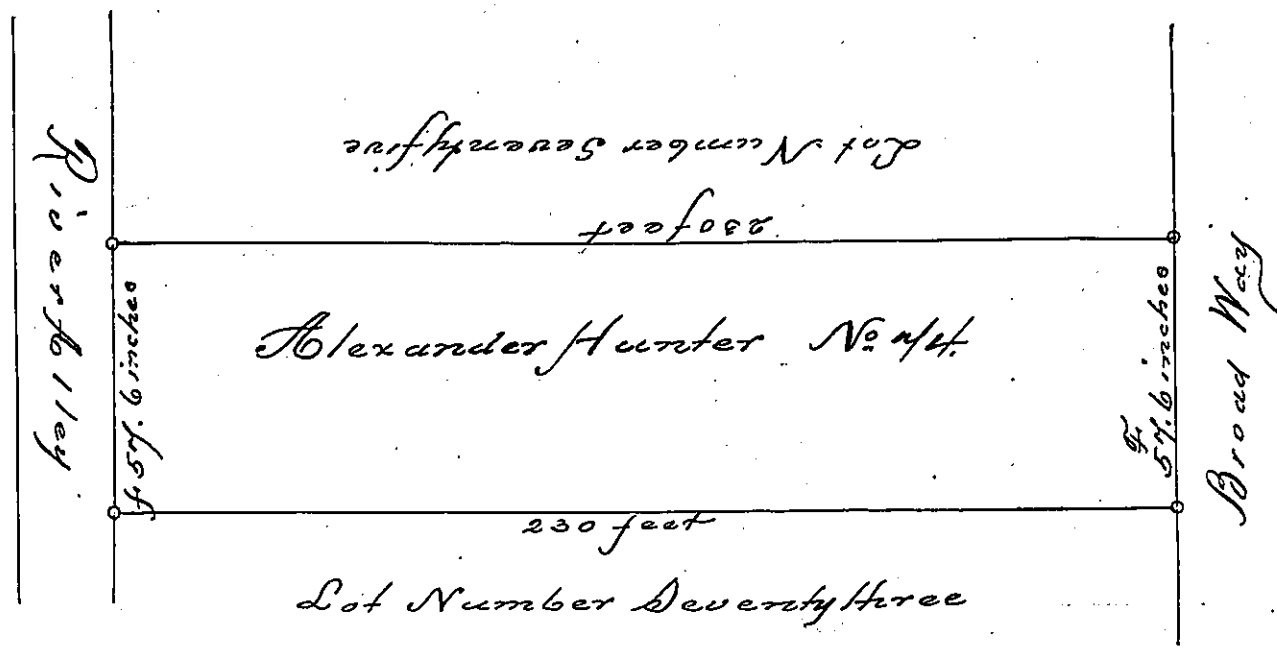 Lot Number Seventyfive
230 feet
River Alley
F 57. 6 inches
Alexander Hunter No 74.
F
57. 6 inches
Broad Way
230 feet
Lot Number Seventythree